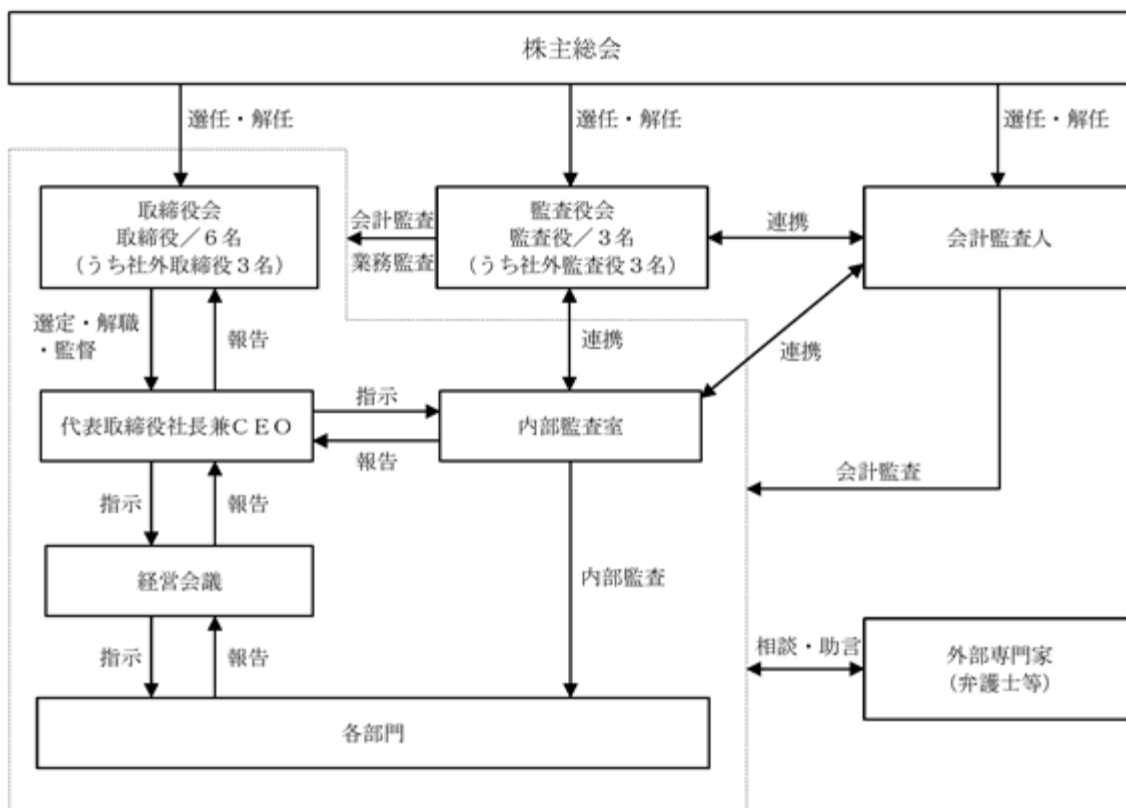 株主総会
選任・解任
選任・解任
選任・解任
取締役会
取締役／６名
（うち社外取締役３名）
会計監査
業務監査
監査役会
監査役／３名
（うち社外監査役３名）
連携
会計監査人
選定・解職
・監督
報告
連携
連携
代表取締役社長兼ＣＥＯ
指示
報告
内部監査室
会計監査
指示
報告
経営会議
内部監査
指示
報告
相談・助言
外部専門家
（弁護士等）
各部門